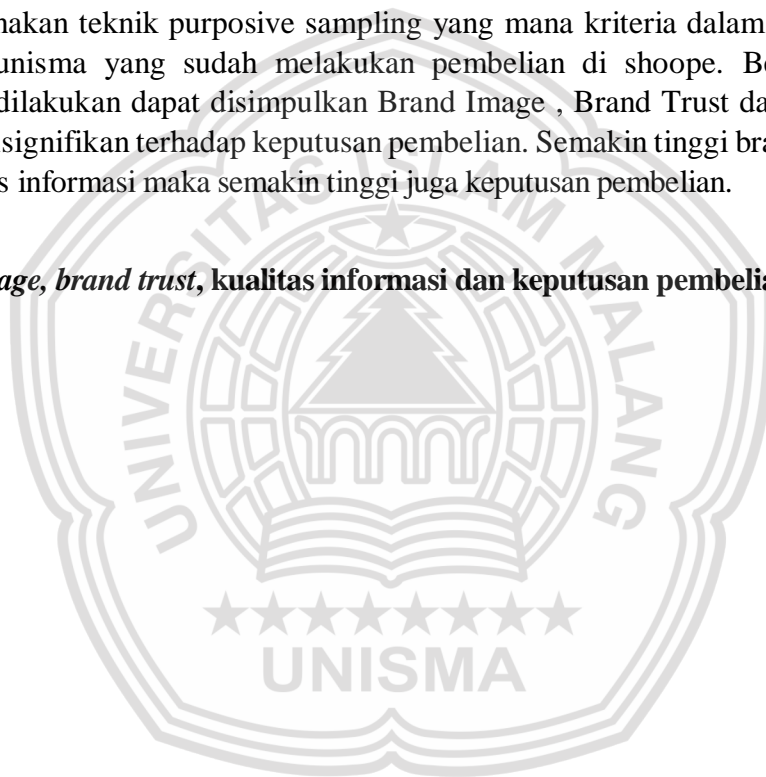 nakan teknik purposive sampling yang mana kriteria dalam
unisma yang sudah melakukan pembelian di shoope. Be
dilakukan dapat disimpulkan Brand Image , Brand Trust da
signifikan terhadap keputusan pembelian. Semakin tinggi bra
s informasi maka semakin tinggi juga keputusan pembelian.
age, brand trust, kualitas informasi dan keputusan pembelia
UNIVERSITAS ISLAM MALANG
UNISMA